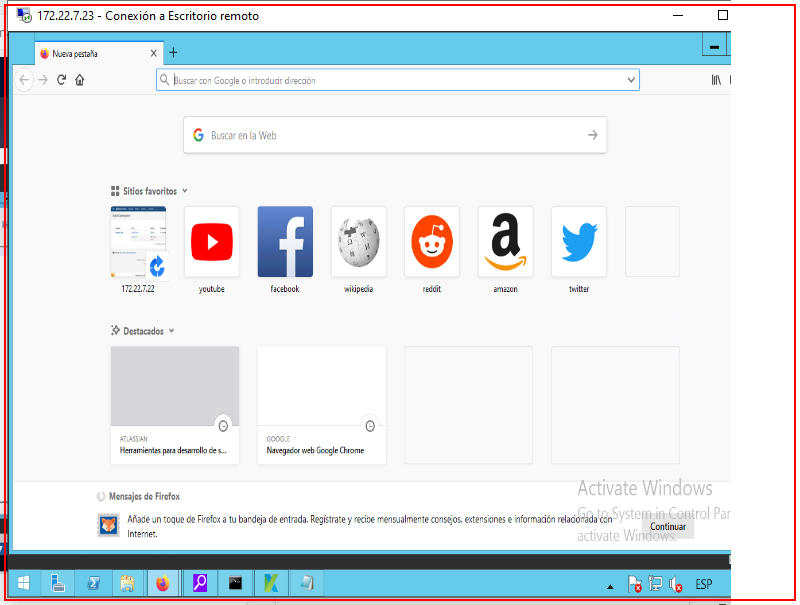 172.22.7.23 - Conexión a Escritorio remoto
Nueva pestaña
Buscar con Google o introducir dirección
Buscar en la Web
Sitios favoritos
172.22.7.22
youtube
facebook
wikipedia
reddit
amazon
twitter
Destacados
ATLASSIAN
Herramientas para desarrollo de s...
GOOGLE
Navegador web Google Chrome
Mensajes de Firefox
Añade un toque de Firefox a tu bandeja de entrada. Regístrate y recibe mensualmente consejos, extensiones e información relacionada con
Internet.
Continuar
Activate Windows
Go to System in Control Par
activate Windows.
ESP